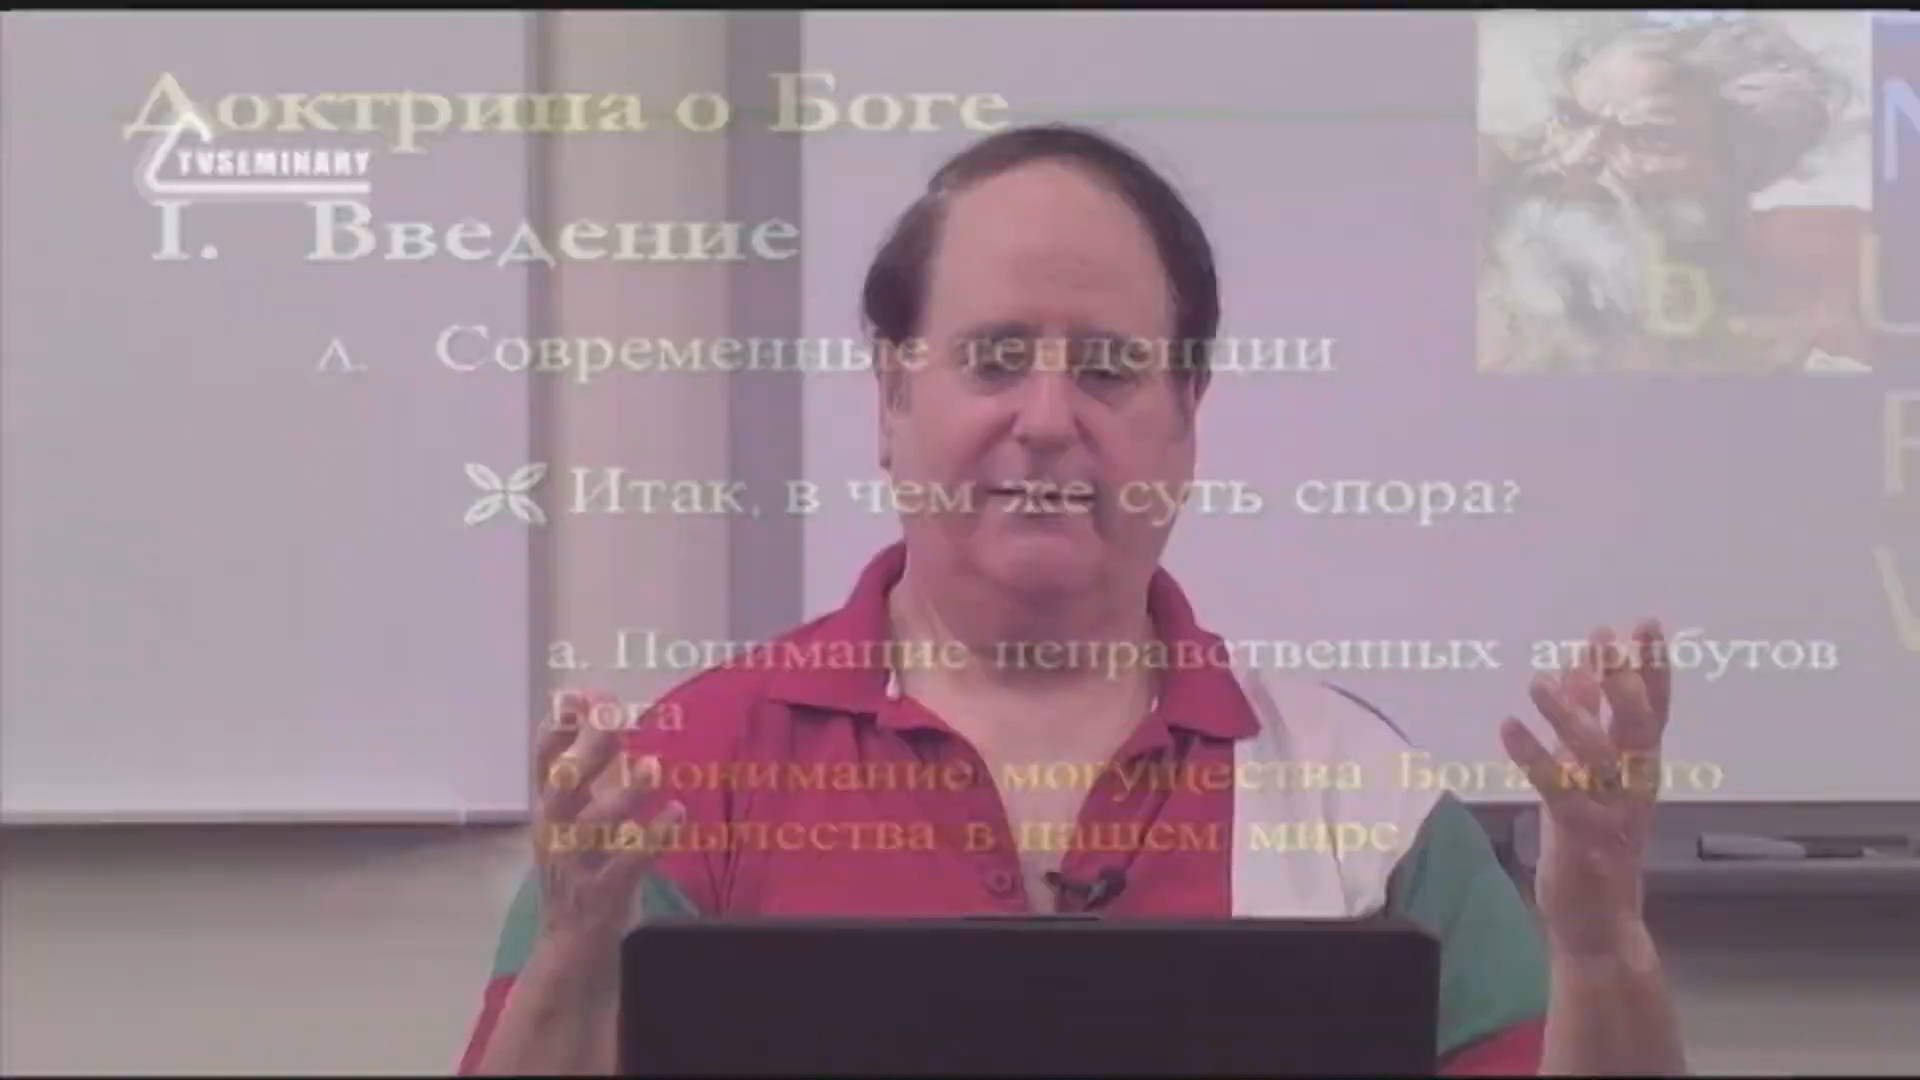 Доктрина о Боге
TVSEMINARY
I. Введение
А. Современные тенденции
Итак, в чем же суть спора?
а. Понимание ненравственных атрибутов
Бога
б. Понимание могущества Бога и Его
владычества в нашем мире
b.